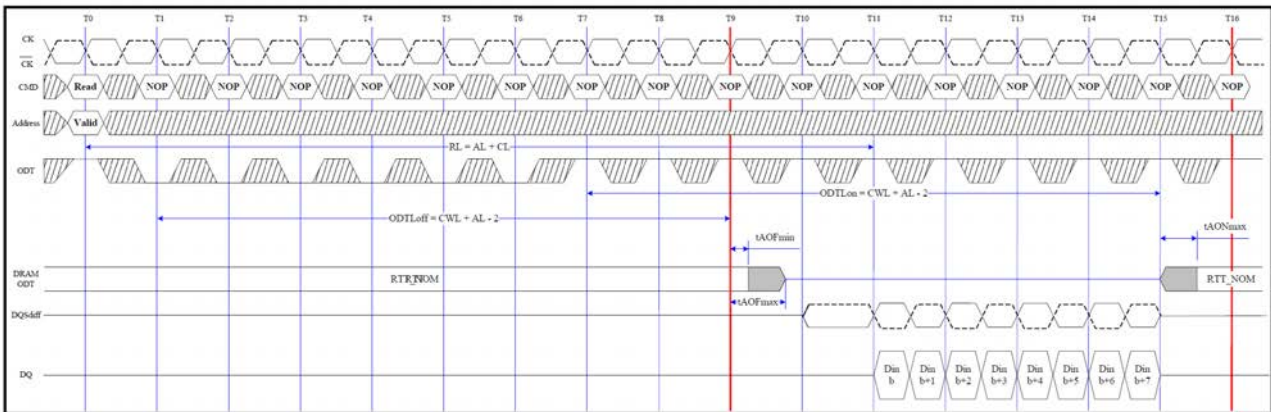 T0 T1 T2 T3 T4 T5 T6 T7 T8 T9 T10 T11 T12 T13 T14 T15 T16
CK
CK
CMD Read NOP NOP NOP NOP NOP NOP NOP NOP NOP NOP NOP NOP NOP NOP NOP NOP
Address Valid
RL = AL + CL
ODT
ODTLon = CWL + AL - 2
ODTLoff = CWL + AL - 2
tAOFmin
tAONmax
DRAM
ODT
RTT_NOM
RTT_NOM
tAOFmax
DQSdiff
DQ
Din b
Din b+1
Din b+2
Din b+3
Din b+4
Din b+5
Din b+6
Din b+7